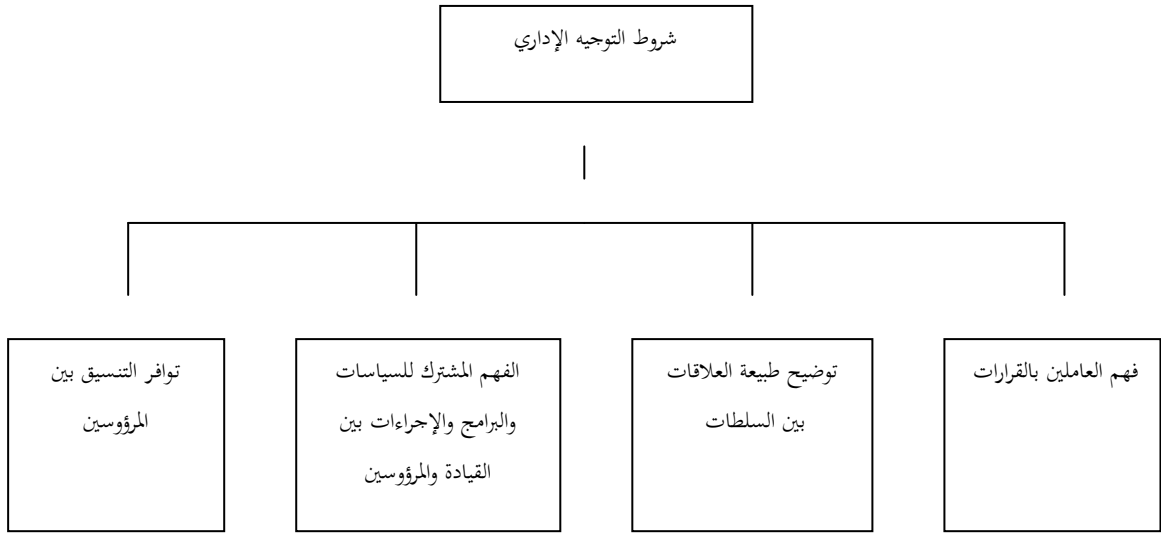 شروط التوجيه الإداري
فهم العاملين بالقرارات
توضيح طبيعة العلاقات
بين السلطات
الفهم المشترك للسياسات
والبرامج والإجراءات بين
القيادة والمرؤوسين
توافر التنسيق بين
المرؤوسين